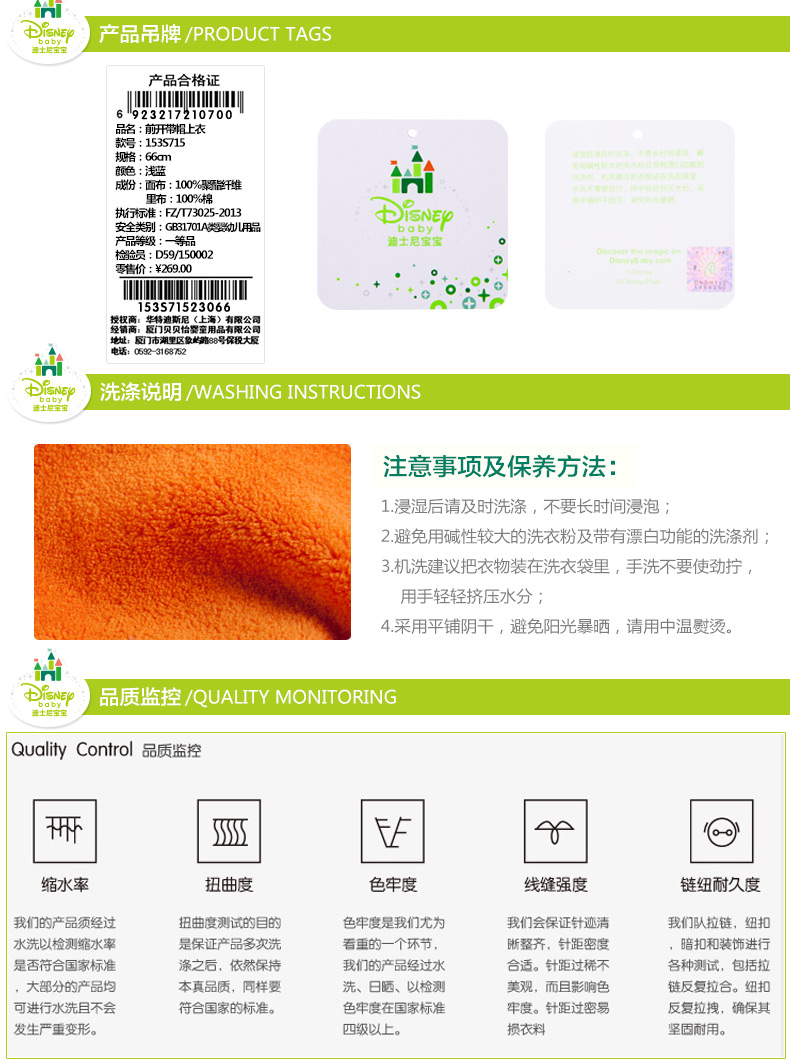 Disney
baby
迪士尼宝宝
产品吊牌 /PRODUCT TAGS
产品合格证
6 923217210700
品名：前开带帽上衣
款号：153S715
规格：66cm
颜色：浅蓝
成份：面布：100%聚酯纤维
里布：100%棉
执行标准：FZ/T73025-2013
安全类别：GB31701A类婴幼儿用品
产品等级：一等品
检验员：D59/150002
零售价：¥269.00
153S71523066
授权商：华特迪斯尼（上海）有限公司
经销商：厦门贝贝怡婴童用品有限公司
地址：厦门市湖里区象屿路88号保税大厦
电话：0592-3168752
Disney
baby
迪士尼宝宝
Discover the magic on
DisneyBaby.com
©Disney
Disney
baby
迪士尼宝宝
洗涤说明 /WASHING INSTRUCTIONS
注意事项及保养方法：
1.浸湿后请及时洗涤，不要长时间浸泡；
2.避免用碱性较大的洗衣粉及带有漂白功能的洗涤剂；
3.机洗建议把衣物装在洗衣袋里，手洗不要使劲拧，
用手轻轻挤压水分；
4.采用平铺阴干，避免阳光暴晒，请用中温熨烫。
Disney
baby
迪士尼宝宝
品质监控 /QUALITY MONITORING
Quality Control 品质监控
缩水率
我们的产品须经过
水洗以检测缩水率
是否符合国家标准
，大部分的产品均
可进行水洗且不会
发生严重变形。
扭曲度
扭曲度测试的目的
是保证产品多次洗
涤之后，依然保持
本真品质，同样要
符合国家的标准。
色牢度
色牢度是我们尤为
看重的一个环节，
我们的产品经过水
洗、日晒、以检测
色牢度在国家标准
四级以上。
线缝强度
我们会保证针迹清
晰整齐，针距密度
合适。针距过稀不
美观，而且影响色
牢度。针距过密易
损衣料
链纽耐久度
我们队拉链，纽扣
，暗扣和装饰进行
各种测试，包括拉
链反复拉合。纽扣
反复拉拽，确保其
坚固耐用。